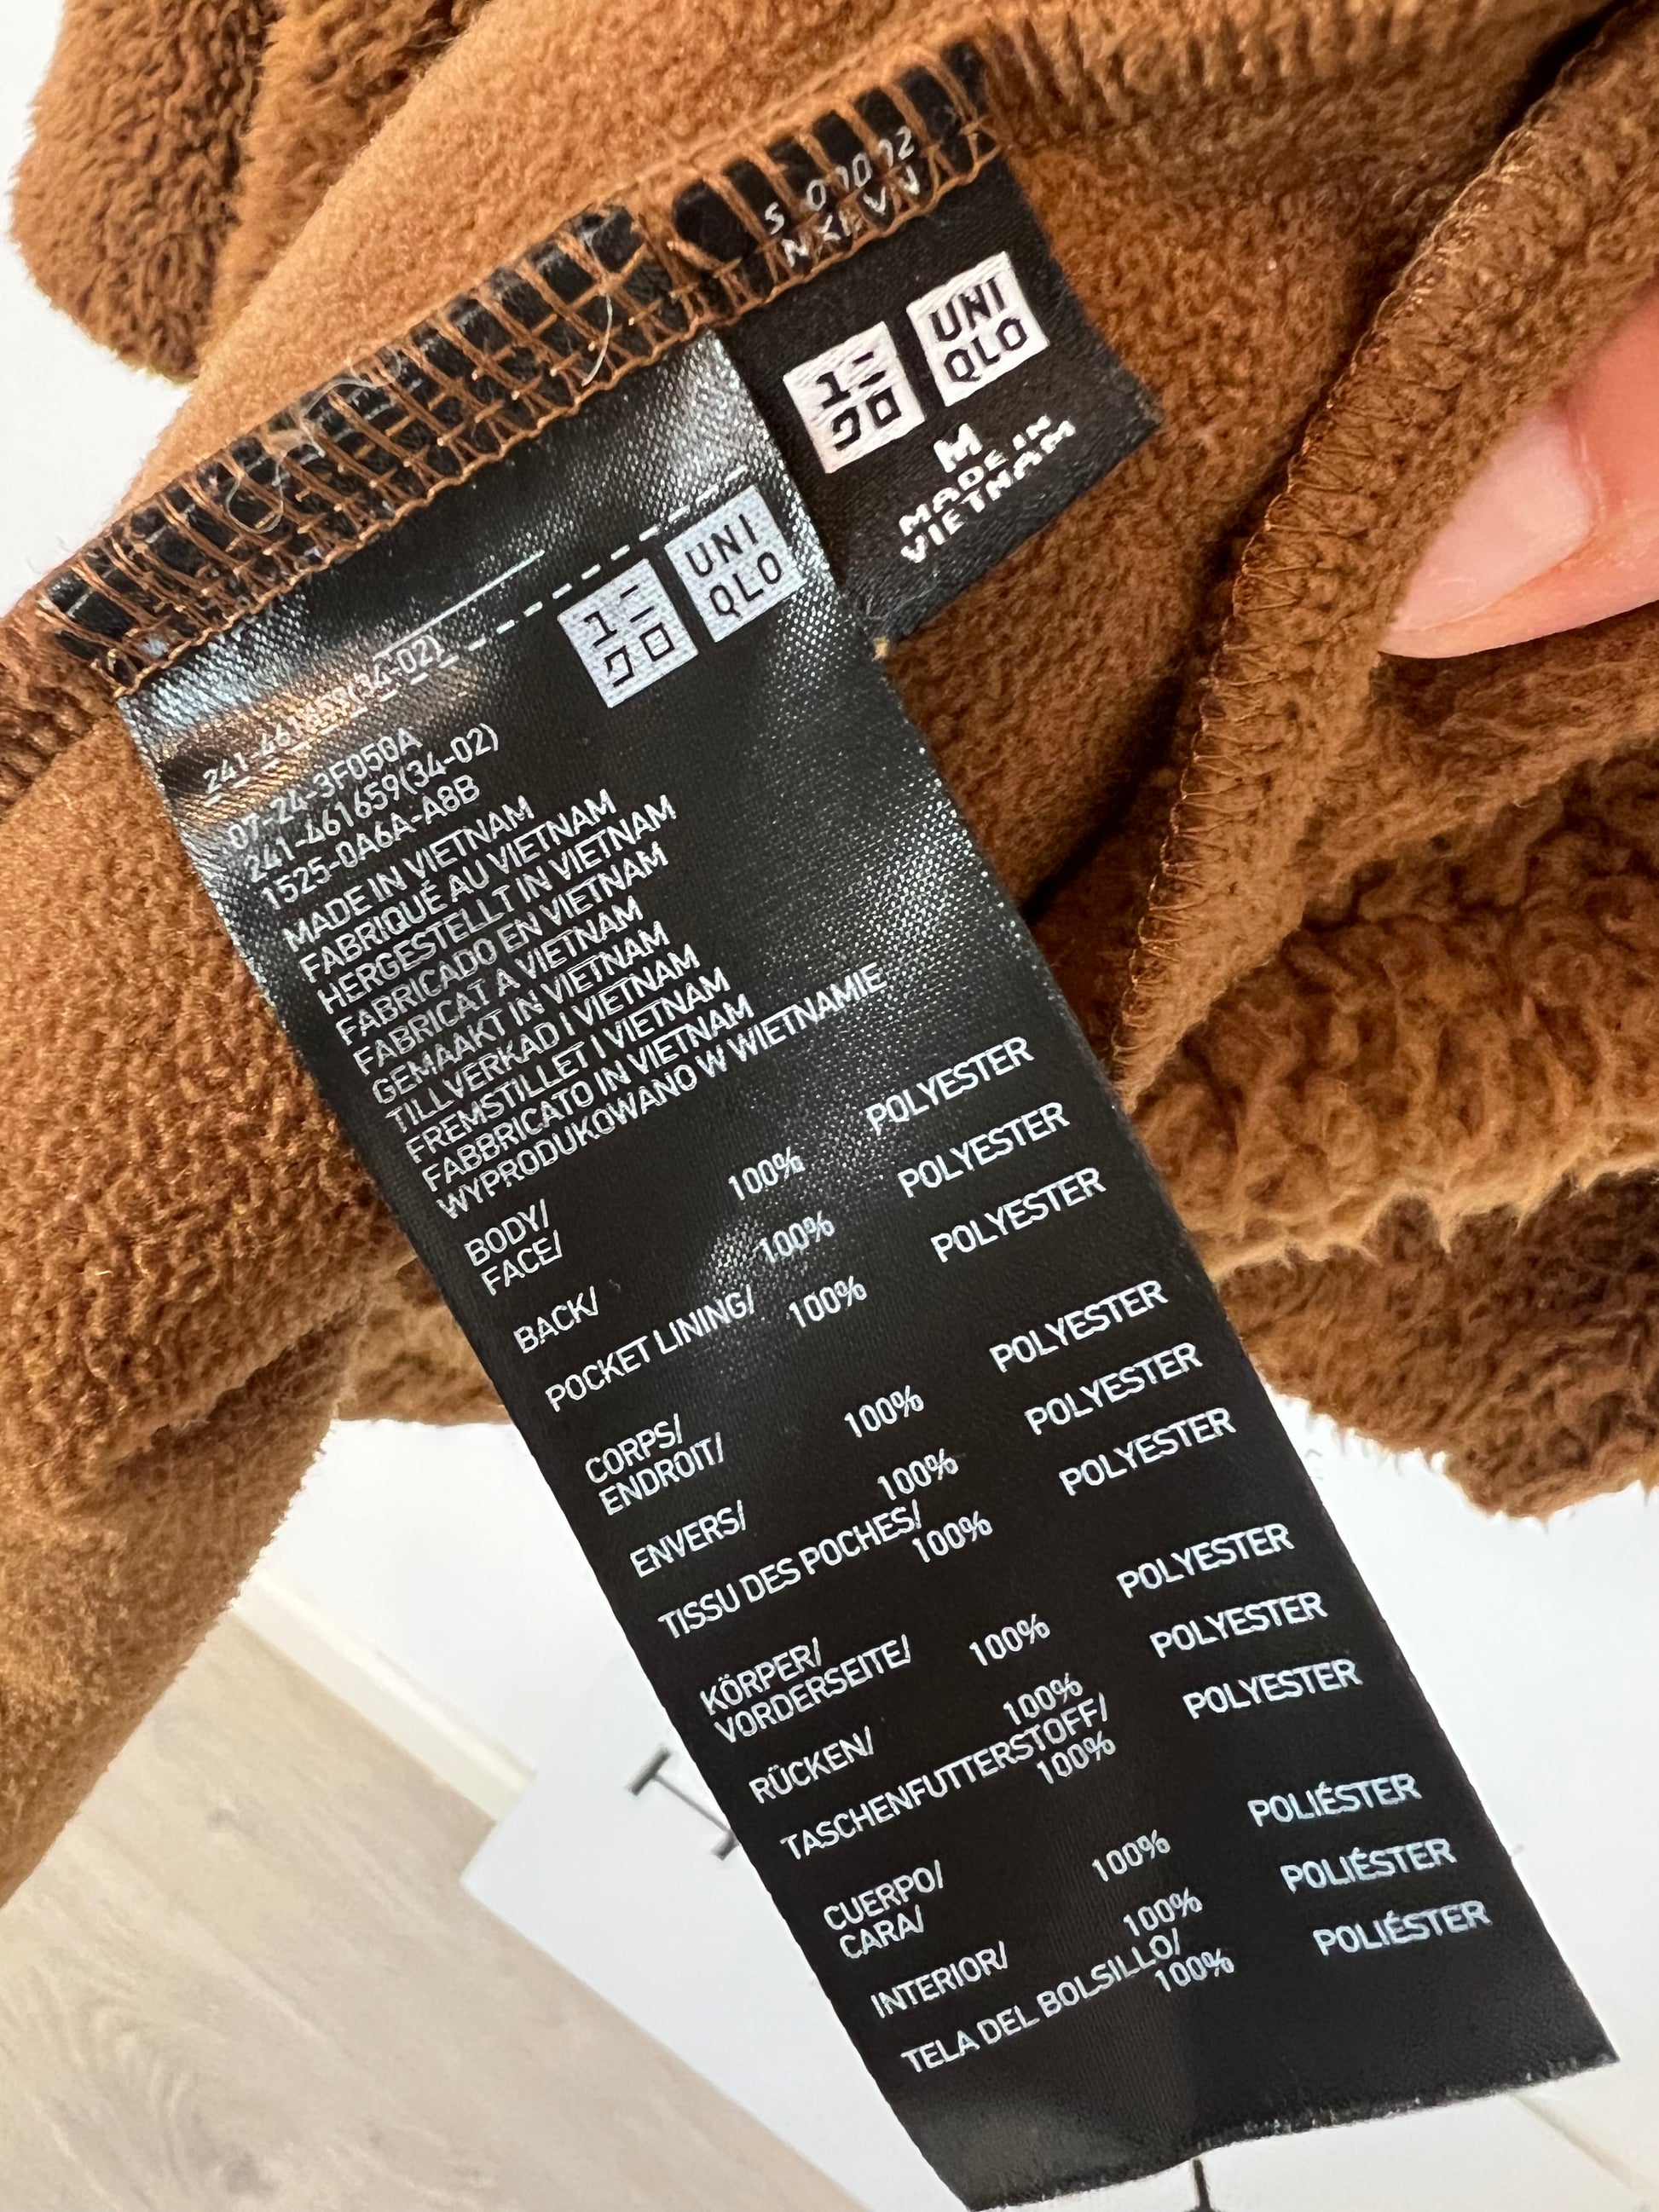 UNI
QLO
M
MADE IN
VIETNAM
ユニ
クロ
UNI
QLO
ユニ
クロ
241-461659(34-02)
07-24-3F050A
241-461659(34-02)
1525-0A6A-A8B
MADE IN VIETNAM
FABRIQUÉ AU VIETNAM
HERGESTELLT IN VIETNAM
FABRICADO EN VIETNAM
FABRICAT A VIETNAM
GEMAAKT IN VIETNAM
TILLVERKAD I VIETNAM
FREMSTILLET I VIETNAM
FABBRICATO IN VIETNAM
WYPRODUKOWANO W WIETNAMIE
BODY/
FACE/ 100% POLYESTER
BACK/ 100% POLYESTER
POCKET LINING/
100% POLYESTER
CORPS/
ENDROIT/ 100% POLYESTER
ENVERS/ 100% POLYESTER
TISSU DES POCHES/
100% POLYESTER
KÖRPER/
VORDERSEITE/ 100% POLYESTER
RÜCKEN/ 100% POLYESTER
TASCHENFUTTERSTOFF/
100% POLYESTER
CUERPO/
CARA/ 100% POLIÉSTER
INTERIOR/ 100% POLIÉSTER
TELA DEL BOLSILLO/
100% POLIÉSTER